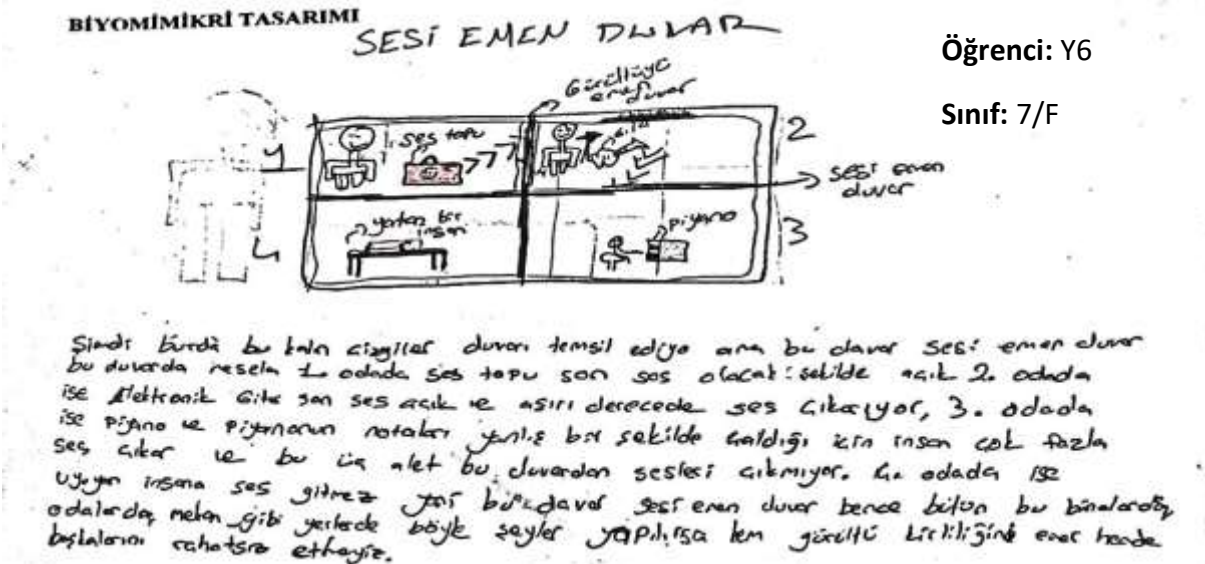 BİYOMİMİKRİ TASARIMI
SESİ EMEN DUVAR
Öğrenci: Y6
Sınıf: 7/F
Gürültüyü
emen duvar
ses topu
1
2
sesi emen
duvar
yatan bir
insan
piyano
3
4
Şimdi burda bu kalın çizgiler duvarı temsil ediyo ama bu duvar sesi emen duvar
bu duvarda mesela 1. odada ses topu son ses olacak şekilde açık 2. odada
ise elektronik gitar son ses açık ve aşırı derecede ses çıkarıyor, 3. odada
ise piyano ve piyanonun notaları yanlış bir şekilde çaldığı için insan çok fazla
ses çıkar ve bu üç alet bu duvardan sesleri çıkmıyor. 4. odada ise
uyuyan insana ses gitmez yani duvar sesi emen duvar bence bütün bu binalarda
odalarda, mekan gibi yerlerde böyle şeyler yapılırsa hem gürültü kirliliğini emer hemde
başkalarını rahatsız etmeyiz.